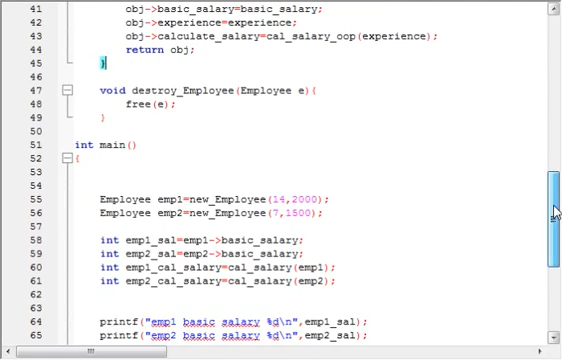 41 obj->basic_salary=basic_salary;
42 obj->experience=experience;
43 obj->calculate_salary=cal_salary_oop(experience);
44 return obj;
45 }
46
47 void destroy_Employee(Employee e){
48 free(e);
49 }
50
51 int main()
52 {
53
54
55 Employee emp1=new_Employee(14,2000);
56 Employee emp2=new_Employee(7,1500);
57
58 int emp1_sal=emp1->basic_salary;
59 int emp2_sal=emp2->basic_salary;
60 int emp1_cal_salary=cal_salary(emp1);
61 int emp2_cal_salary=cal_salary(emp2);
62
63
64 printf("emp1 basic salary %d\n",emp1_sal);
65 printf("emp2 basic salary %d\n",emp2_sal);